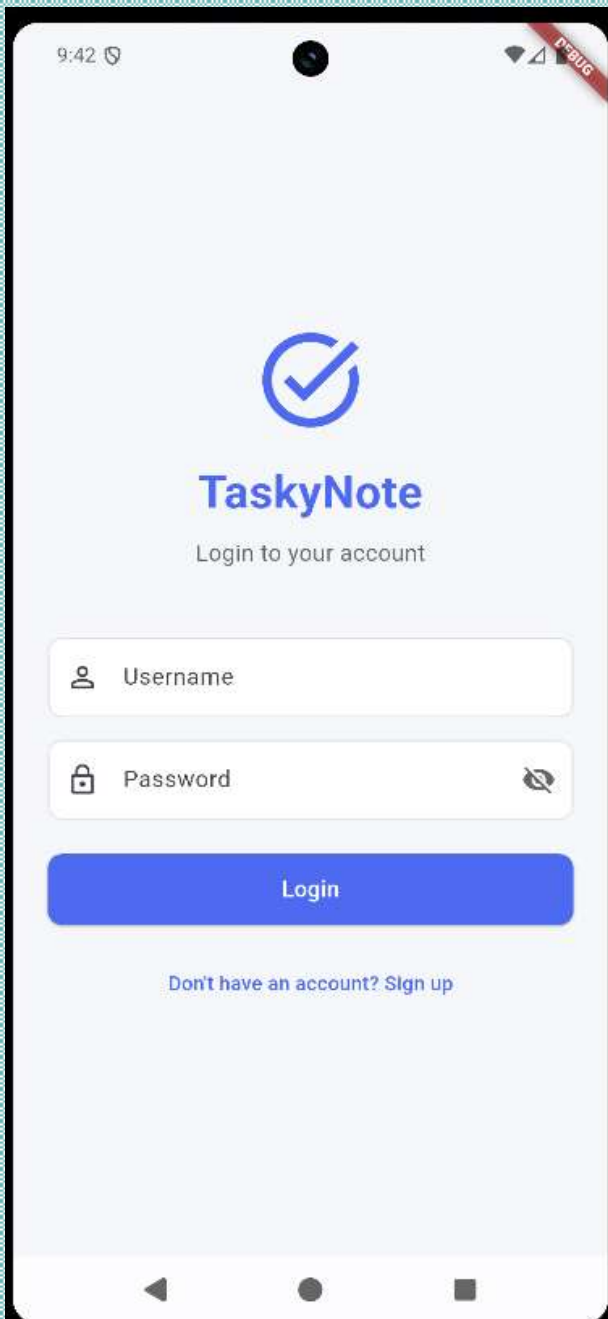 9:42
DEBUG
TaskyNote
Login to your account
Username
Password
Login
Don't have an account? Sign up